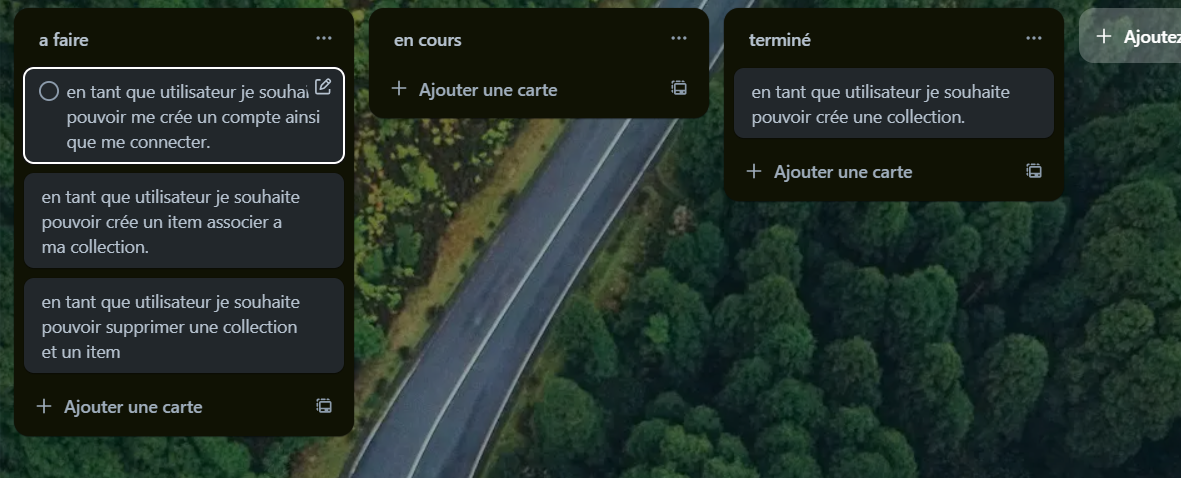 a faire
en tant que utilisateur je souhai
pouvoir me crée un compte ainsi
que me connecter.
en tant que utilisateur je souhaite
pouvoir crée un item associer a
ma collection.
en tant que utilisateur je souhaite
pouvoir supprimer une collection
et un item
Ajouter une carte
en cours
Ajouter une carte
terminé
en tant que utilisateur je souhaite
pouvoir crée une collection.
Ajouter une carte
Ajoutez